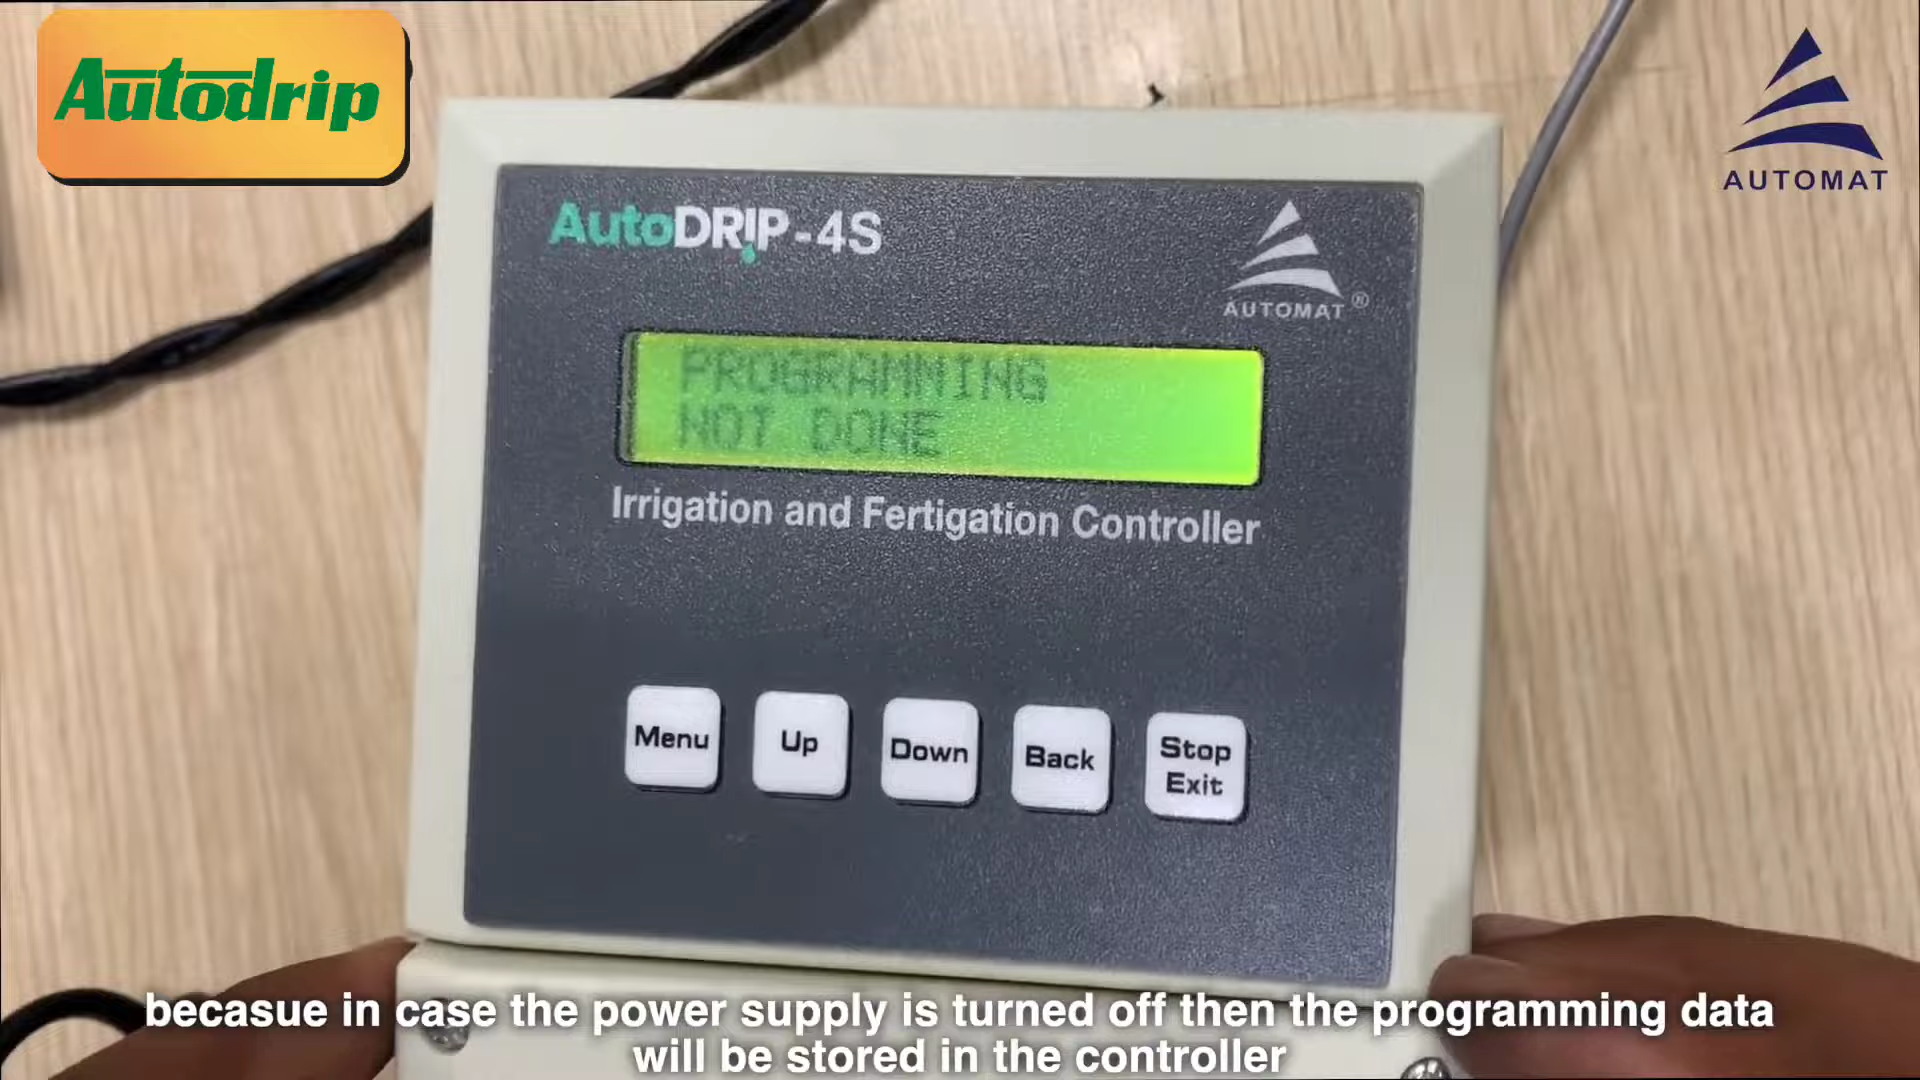 Autodrip
AUTOMAT
AutoDRIP-4S
AUTOMAT®
PROGRAMMING
NOT DONE
Irrigation and Fertigation Controller
Menu
Up
Down
Back
Stop
Exit
becasue in case the power supply is turned off then the programming data
will be stored in the controller